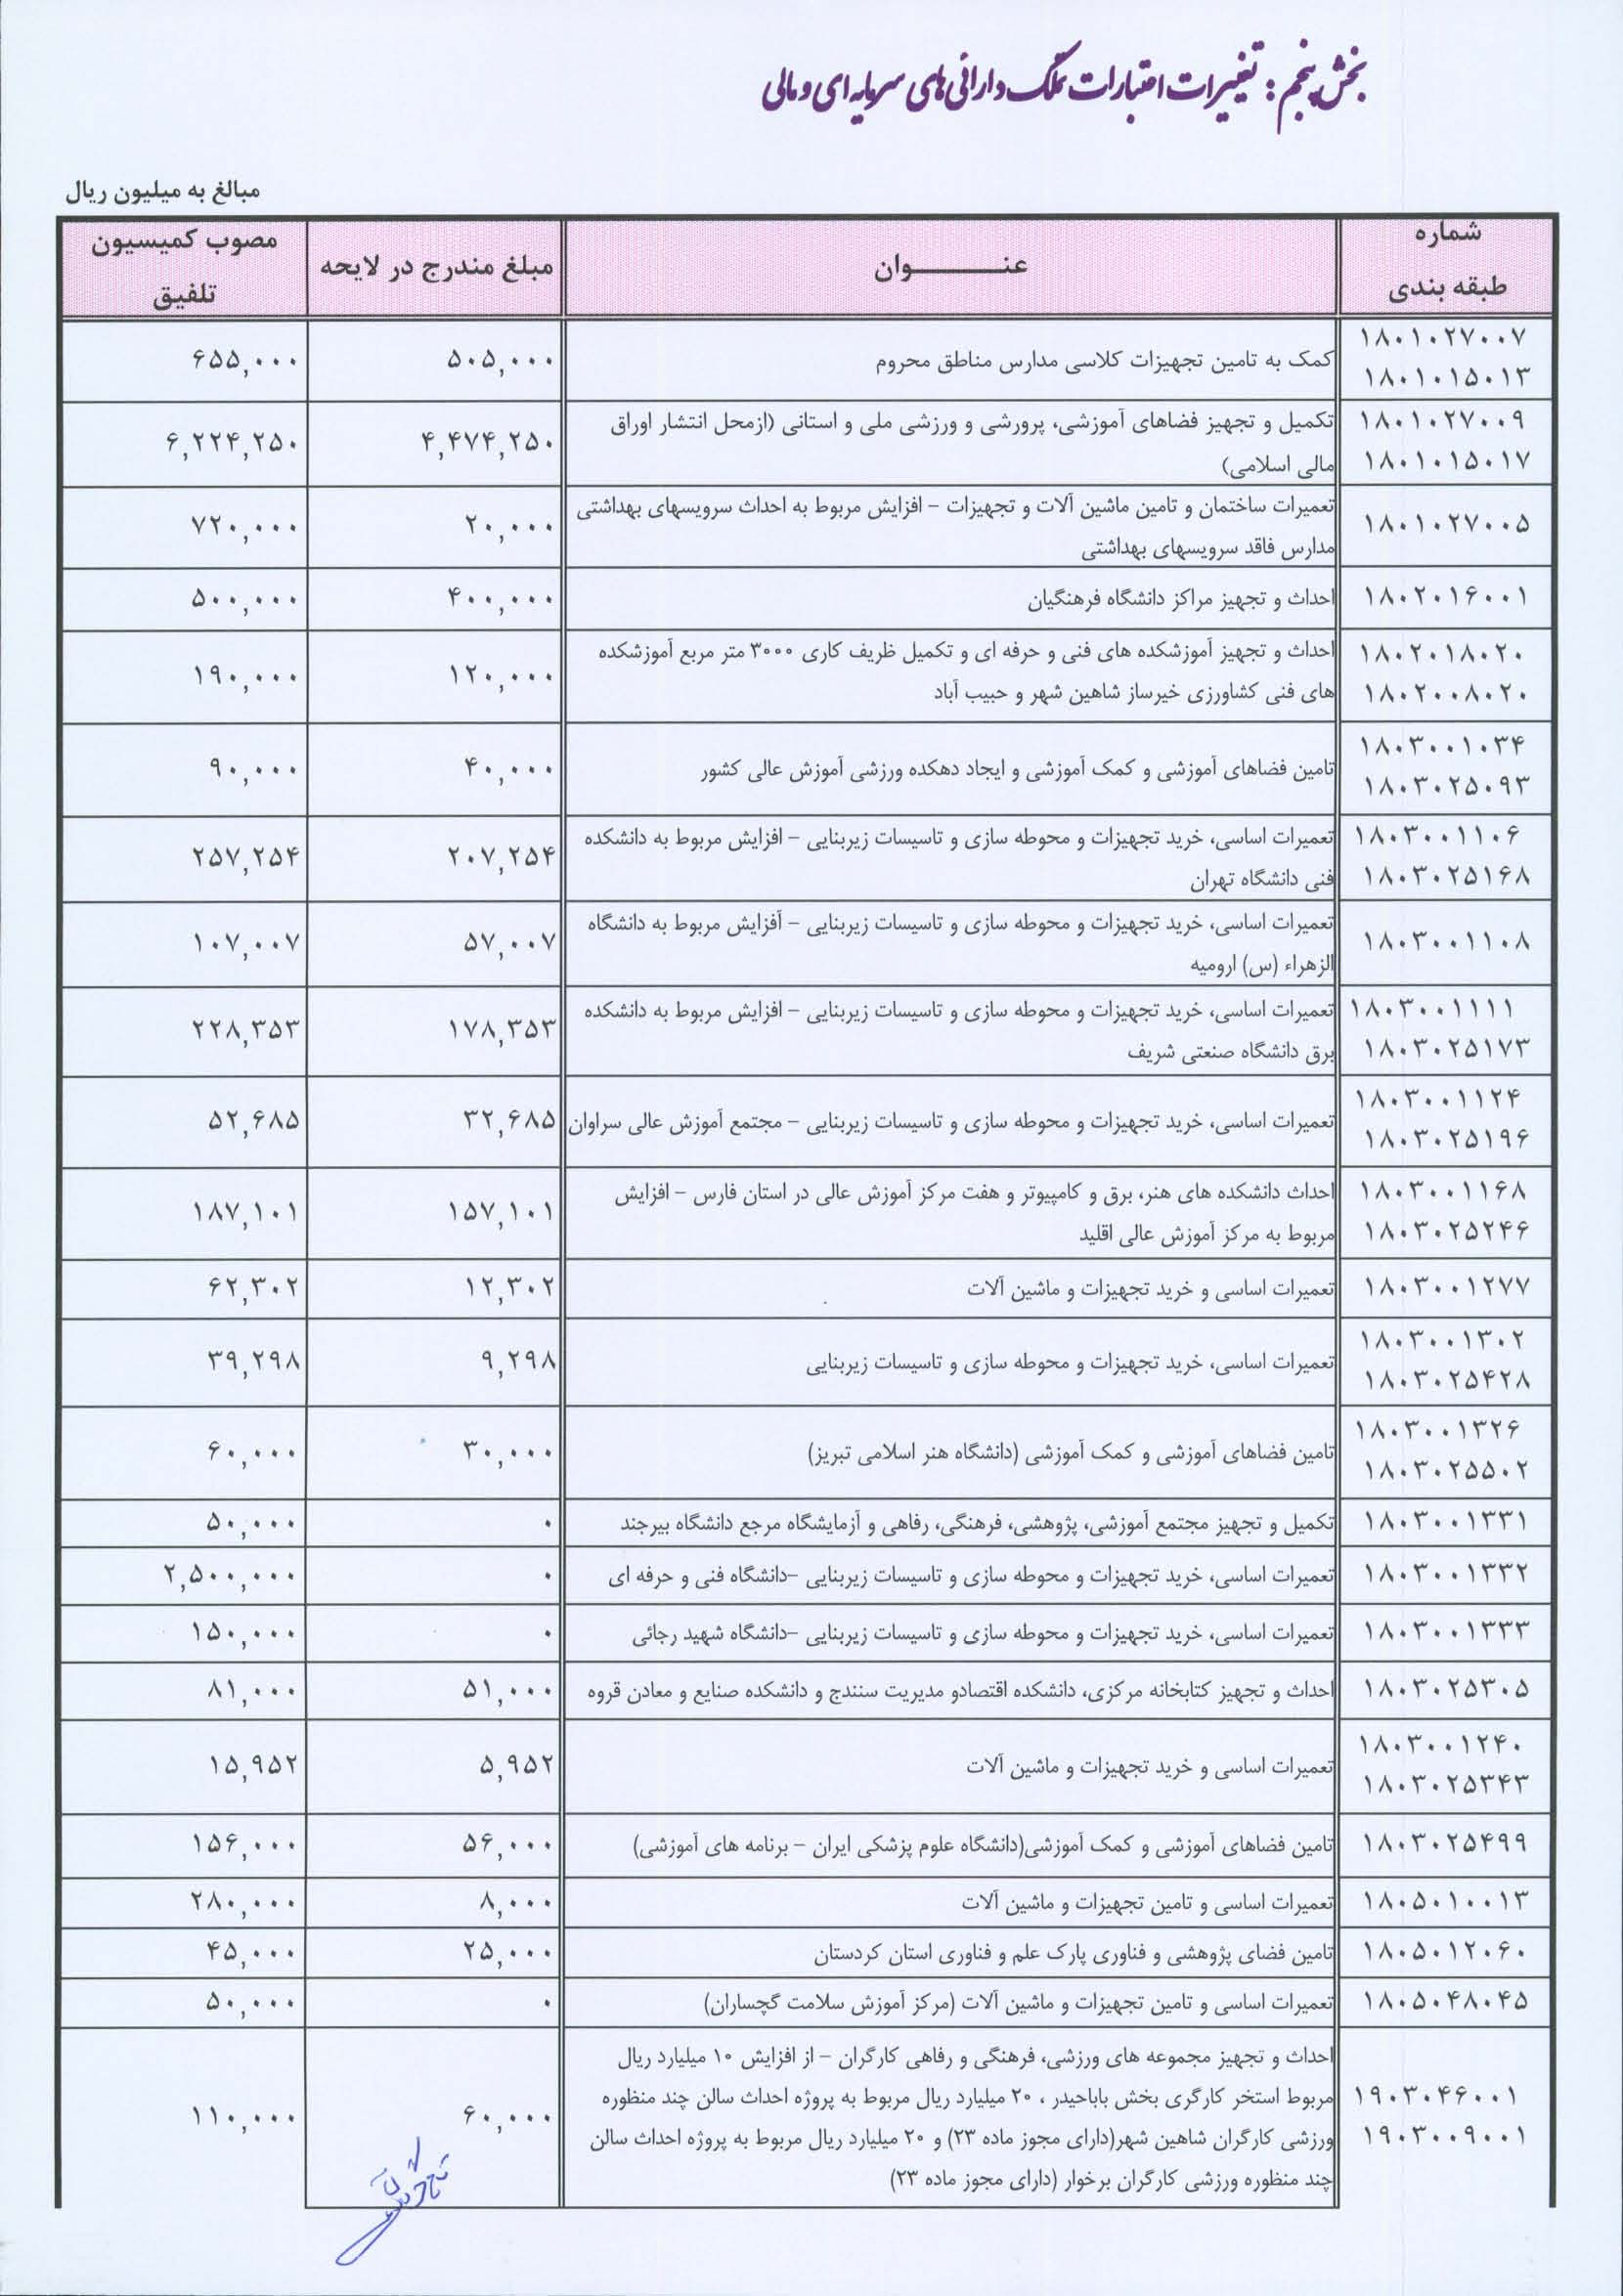 بخش پنجم: تغییرات اعتبارات تملک دارائی های سرمایه ای و مالی
مبالغ به میلیون ریال
شماره طبقه بندی	عنـــــــــوان	مبلغ مندرج در لایحه	مصوب کمیسیون تلفیق
۱۸۰۱۰۲۷۰۰۷	کمک به تامین تجهیزات کلاسی مدارس مناطق محروم	۵۰۵,۰۰۰	۶۵۵,۰۰۰
۱۸۰۱۰۱۵۰۱۳
۱۸۰۱۰۲۷۰۰۹	تکمیل و تجهیز فضاهای آموزشی، پرورشی و ورزشی ملی و استانی (ازمحل انتشار اوراق	۴,۴۷۴,۲۵۰	۶,۲۲۴,۲۵۰
۱۸۰۱۰۱۵۰۱۷	مالی اسلامی)
۱۸۰۱۰۲۷۰۰۵	تعمیرات ساختمان و تامین ماشین آلات و تجهیزات - افزایش مربوط به احداث سرویسهای بهداشتی	۲۰,۰۰۰	۷۲۰,۰۰۰
مدارس فاقد سرویسهای بهداشتی
۱۸۰۲۰۱۶۰۰۱	احداث و تجهیز مراکز دانشگاه فرهنگیان	۴۰۰,۰۰۰	۵۰۰,۰۰۰
۱۸۰۲۰۱۸۰۲۰	احداث و تجهیز آموزشکده های فنی و حرفه ای و تکمیل ظریف کاری ۳۰۰۰ متر مربع آموزشکده	۱۲۰,۰۰۰	۱۹۰,۰۰۰
۱۸۰۲۰۰۸۰۲۰	های فنی کشاورزی خیرساز شاهین شهر و حبیب آباد
۱۸۰۳۰۰۱۰۳۴	تامین فضاهای آموزشی و کمک آموزشی و ایجاد دهکده ورزشی آموزش عالی کشور	۴۰,۰۰۰	۹۰,۰۰۰
۱۸۰۳۰۲۵۰۹۳
۱۸۰۳۰۰۱۱۰۶	تعمیرات اساسی، خرید تجهیزات و محوطه سازی و تاسیسات زیربنایی - افزایش مربوط به دانشکده	۲۰۷,۲۵۴	۲۵۷,۲۵۴
۱۸۰۳۰۲۵۱۶۸	فنی دانشگاه تهران
۱۸۰۳۰۰۱۱۰۸	تعمیرات اساسی، خرید تجهیزات و محوطه سازی و تاسیسات زیربنایی - أفزایش مربوط به دانشگاه	۵۷,۰۰۷	۱۰۷,۰۰۷
الزهراء (س) ارومیه
۱۸۰۳۰۰۱۱۱۱	تعمیرات اساسی، خرید تجهیزات و محوطه سازی و تاسیسات زیربنایی - افزایش مربوط به دانشکده	۱۷۸,۳۵۳	۲۲۸,۳۵۳
۱۸۰۳۰۲۵۱۷۳	برق دانشگاه صنعتی شریف
۱۸۰۳۰۰۱۱۲۴	تعمیرات اساسی، خرید تجهیزات و محوطه سازی و تاسیسات زیربنایی - مجتمع آموزش عالی سراوان	۳۲,۶۸۵	۵۲,۶۸۵
۱۸۰۳۰۲۵۱۹۶
۱۸۰۳۰۰۱۱۶۸	احداث دانشکده های هنر، برق و کامپیوتر و هفت مرکز آموزش عالی در استان فارس - افزایش	۱۵۷,۱۰۱	۱۸۷,۱۰۱
۱۸۰۳۰۲۵۲۴۶	مربوط به مرکز آموزش عالی اقلید
۱۸۰۳۰۰۱۲۷۷	تعمیرات اساسی و خرید تجهیزات و ماشین آلات	۱۲,۳۰۲	۶۲,۳۰۲
۱۸۰۳۰۰۱۳۰۲	تعمیرات اساسی، خرید تجهیزات و محوطه سازی و تاسیسات زیربنایی	۹,۲۹۸	۳۹,۲۹۸
۱۸۰۳۰۲۵۴۲۸
۱۸۰۳۰۰۱۳۲۶	تامین فضاهای آموزشی و کمک آموزشی (دانشگاه هنر اسلامی تبریز)	۳۰,۰۰۰	۶۰,۰۰۰
۱۸۰۳۰۲۵۵۰۲
۱۸۰۳۰۰۱۳۳۱	تکمیل و تجهیز مجتمع آموزشی، پژوهشی، فرهنگی، رفاهی و آزمایشگاه مرجع دانشگاه بیرجند	۰	۵۰,۰۰۰
۱۸۰۳۰۰۱۳۳۲	تعمیرات اساسی، خرید تجهیزات و محوطه سازی و تاسیسات زیربنایی -دانشگاه فنی و حرفه ای	۰	۲,۵۰۰,۰۰۰
۱۸۰۳۰۰۱۳۳۳	تعمیرات اساسی، خرید تجهیزات و محوطه سازی و تاسیسات زیربنایی -دانشگاه شهید رجائی	۰	۱۵۰,۰۰۰
۱۸۰۳۰۲۵۳۰۵	احداث و تجهیز کتابخانه مرکزی، دانشکده اقتصادو مدیریت سنندج و دانشکده صنایع و معادن قروه	۵۱,۰۰۰	۸۱,۰۰۰
۱۸۰۳۰۰۱۲۴۰	تعمیرات اساسی و خرید تجهیزات و ماشین آلات	۵,۹۵۲	۱۵,۹۵۲
۱۸۰۳۰۲۵۳۴۳
۱۸۰۳۰۲۵۴۹۹	تامین فضاهای آموزشی و کمک آموزشی(دانشگاه علوم پزشکی ایران - برنامه های آموزشی)	۵۶,۰۰۰	۱۵۶,۰۰۰
۱۸۰۵۰۱۰۰۱۳	تعمیرات اساسی و تامین تجهیزات و ماشین آلات	۸,۰۰۰	۲۸۰,۰۰۰
۱۸۰۵۰۱۲۰۶۰	تامین فضای پژوهشی و فناوری پارک علم و فناوری استان کردستان	۲۵,۰۰۰	۴۵,۰۰۰
۱۸۰۵۰۴۸۰۴۵	تعمیرات اساسی و تامین تجهیزات و ماشین آلات (مرکز آموزش سلامت گچساران)	۰	۵۰,۰۰۰
احداث و تجهیز مجموعه های ورزشی، فرهنگی و رفاهی کارگران - از افزایش ۱۰ میلیارد ریال
۱۹۰۳۰۴۶۰۰۱	مربوط استخر کارگری بخش باباحیدر ، ۲۰ میلیارد ریال مربوط به پروژه احداث سالن چند منظوره	۶۰,۰۰۰	۱۱۰,۰۰۰
۱۹۰۳۰۰۹۰۰۱	ورزشی کارگران شاهین شهر(دارای مجوز ماده ۲۳) و ۲۰ میلیارد ریال مربوط به پروژه احداث سالن
چند منظوره ورزشی کارگران برخوار (دارای مجوز ماده ۲۳)